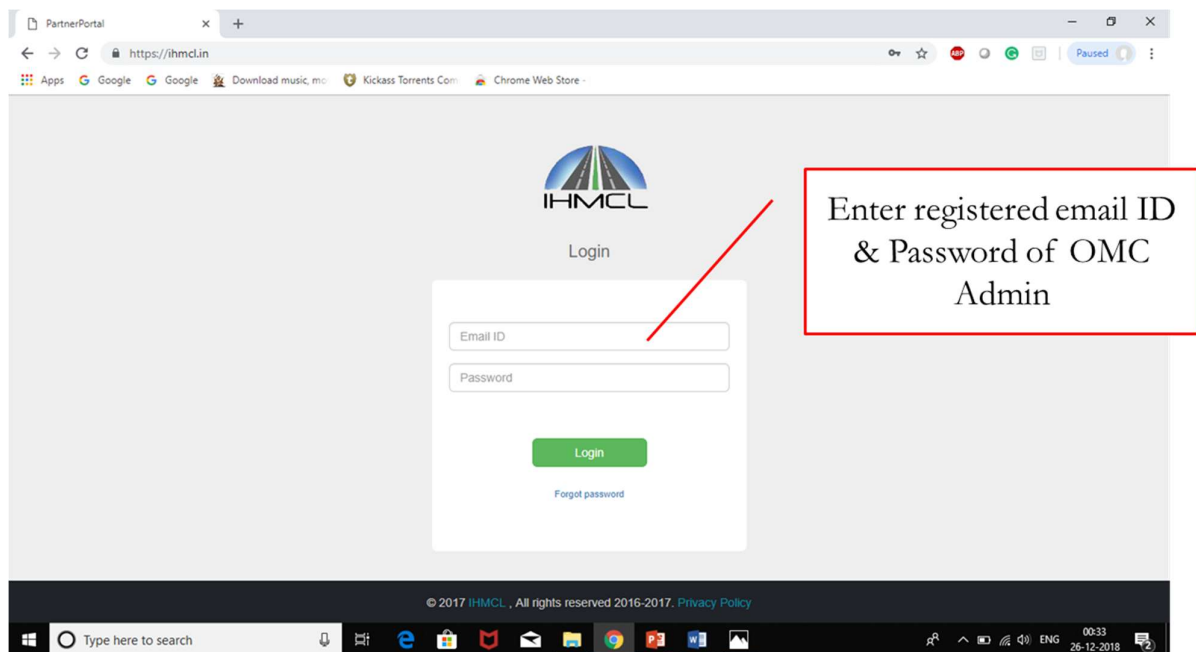 PartnerPortal
https://ihmcl.in
ABP
Paused
Apps
Google
Google
Download music, mo
Kickass Torrents Com
Chrome Web Store -
IHMCL
Login
Enter registered email ID
& Password of OMC
Admin
Email ID
Password
Login
Forgot password
© 2017 IHMCL , All rights reserved 2016-2017. Privacy Policy
Type here to search
ENG
00:33
26-12-2018
2